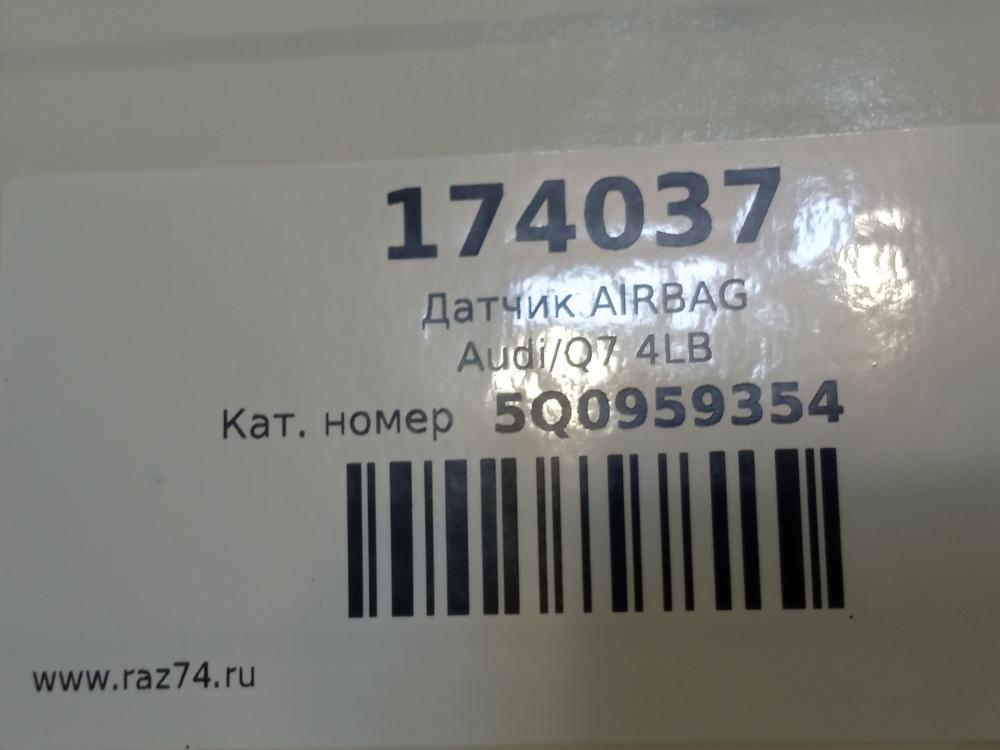 174037
Датчик AIRBAG
Audi/Q7 4LB
Кат. номер 5Q0959354
www.raz74.ru